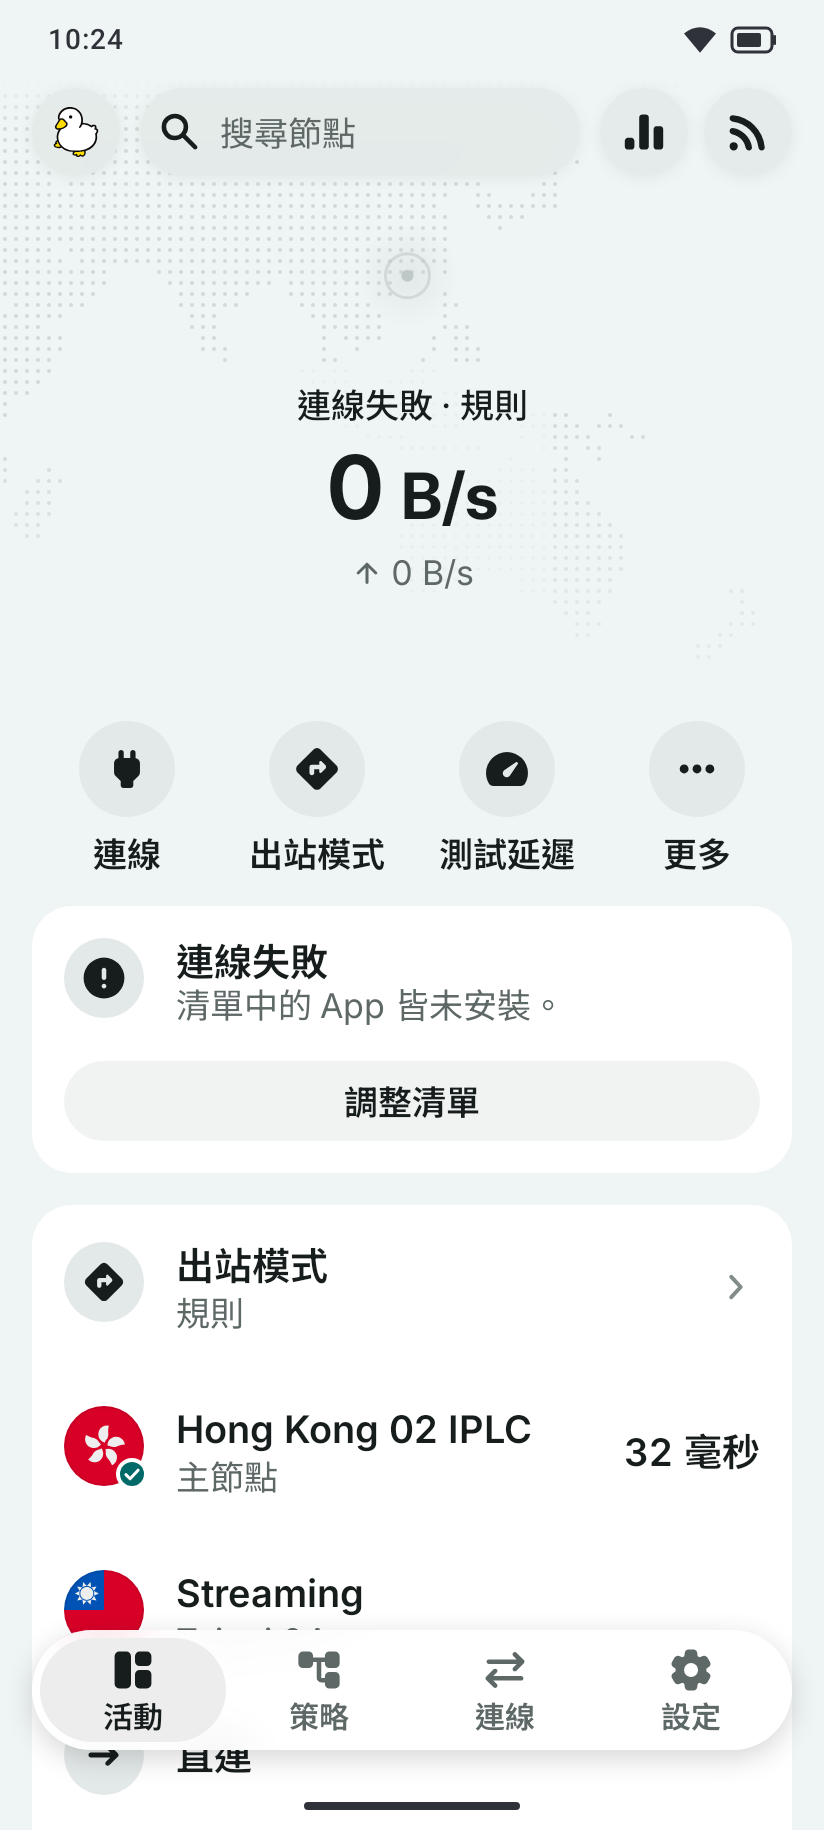 10:24
搜尋節點
連線失敗 · 規則
0 B/s
↑ 0 B/s
連線
出站模式
測試延遲
更多
連線失敗
清單中的 App 皆未安裝。
調整清單
出站模式
規則
Hong Kong 02 IPLC
主節點
32 毫秒
Streaming
活動
策略
連線
設定
直連